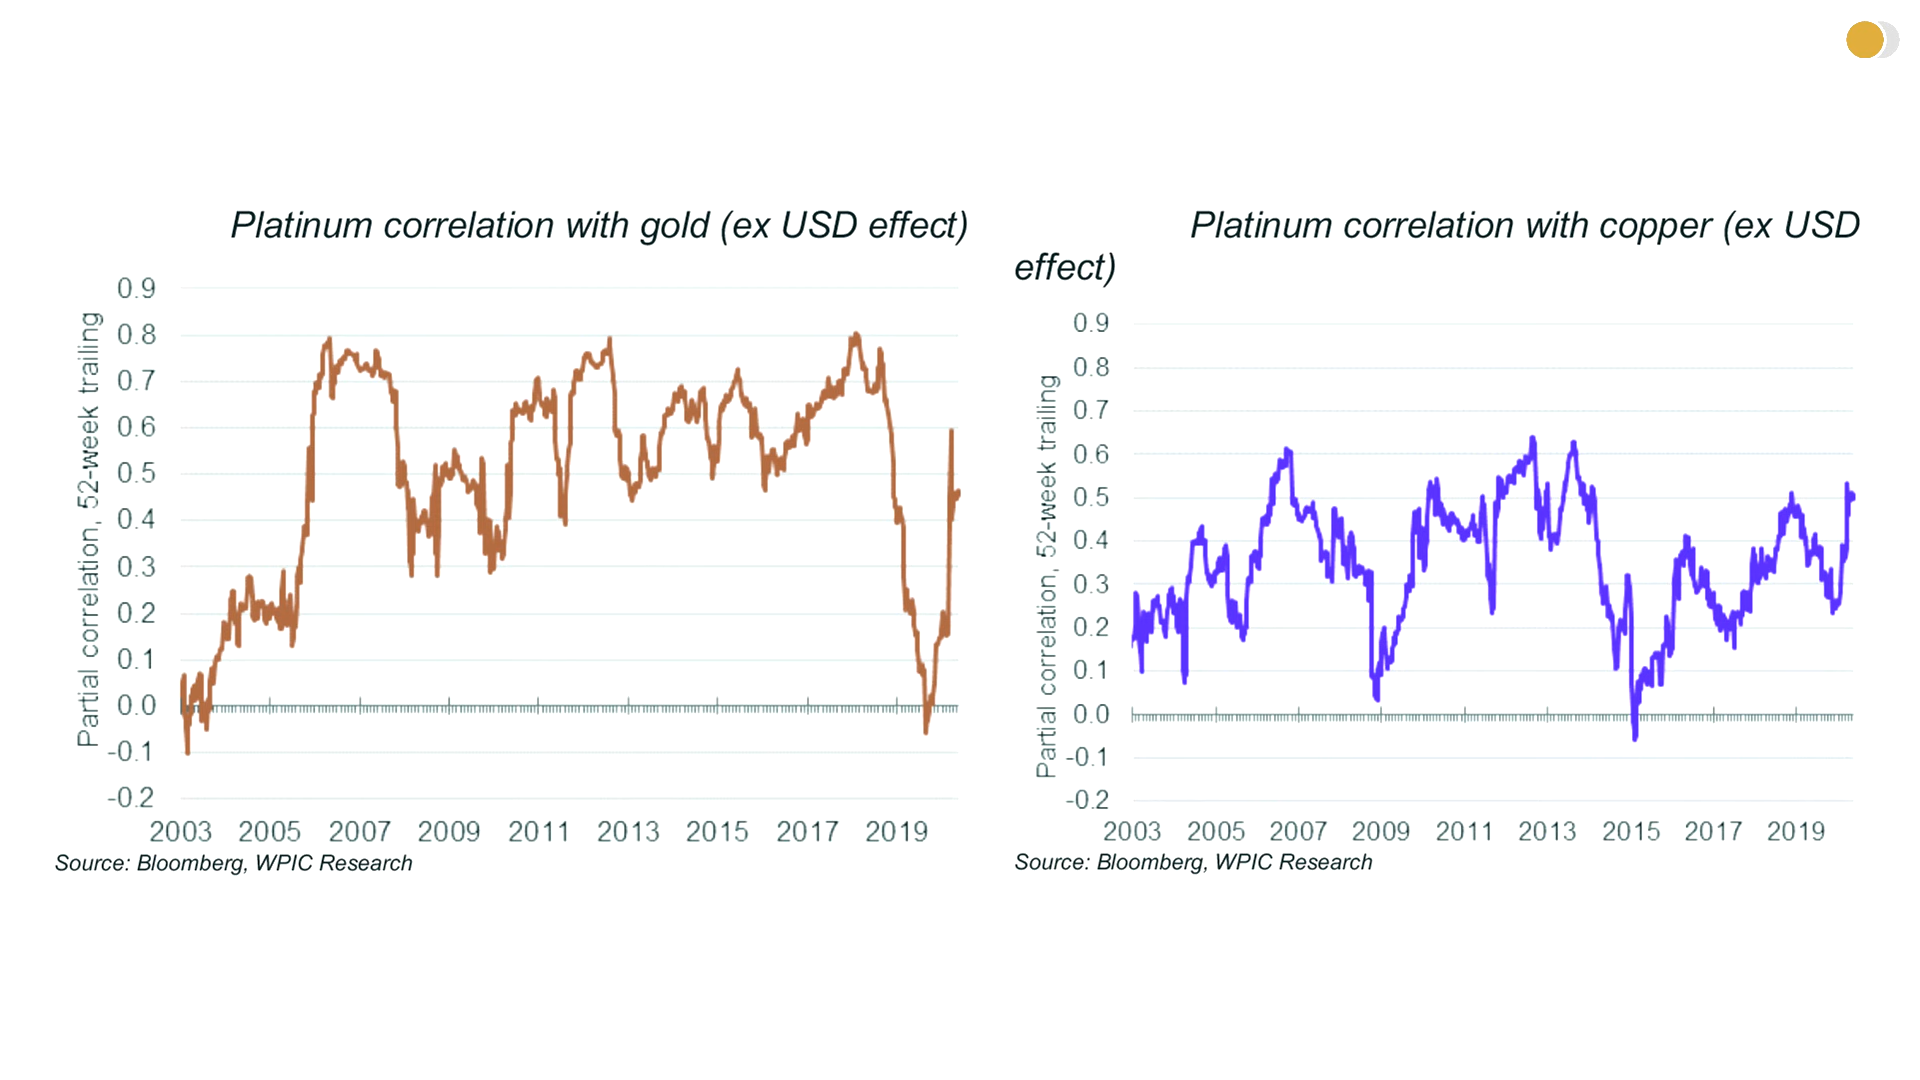 Platinum correlation with gold (ex USD effect)
Partial correlation, 52-week trailing
0.9
0.8
0.7
0.6
0.5
0.4
0.3
0.2
0.1
0.0
-0.1
-0.2
2003 2005 2007 2009 2011 2013 2015 2017 2019
Source: Bloomberg, WPIC Research
Platinum correlation with copper (ex USD
effect)
Partial correlation, 52-week trailing
0.9
0.8
0.7
0.6
0.5
0.4
0.3
0.2
0.1
0.0
-0.1
-0.2
2003 2005 2007 2009 2011 2013 2015 2017 2019
Source: Bloomberg, WPIC Research